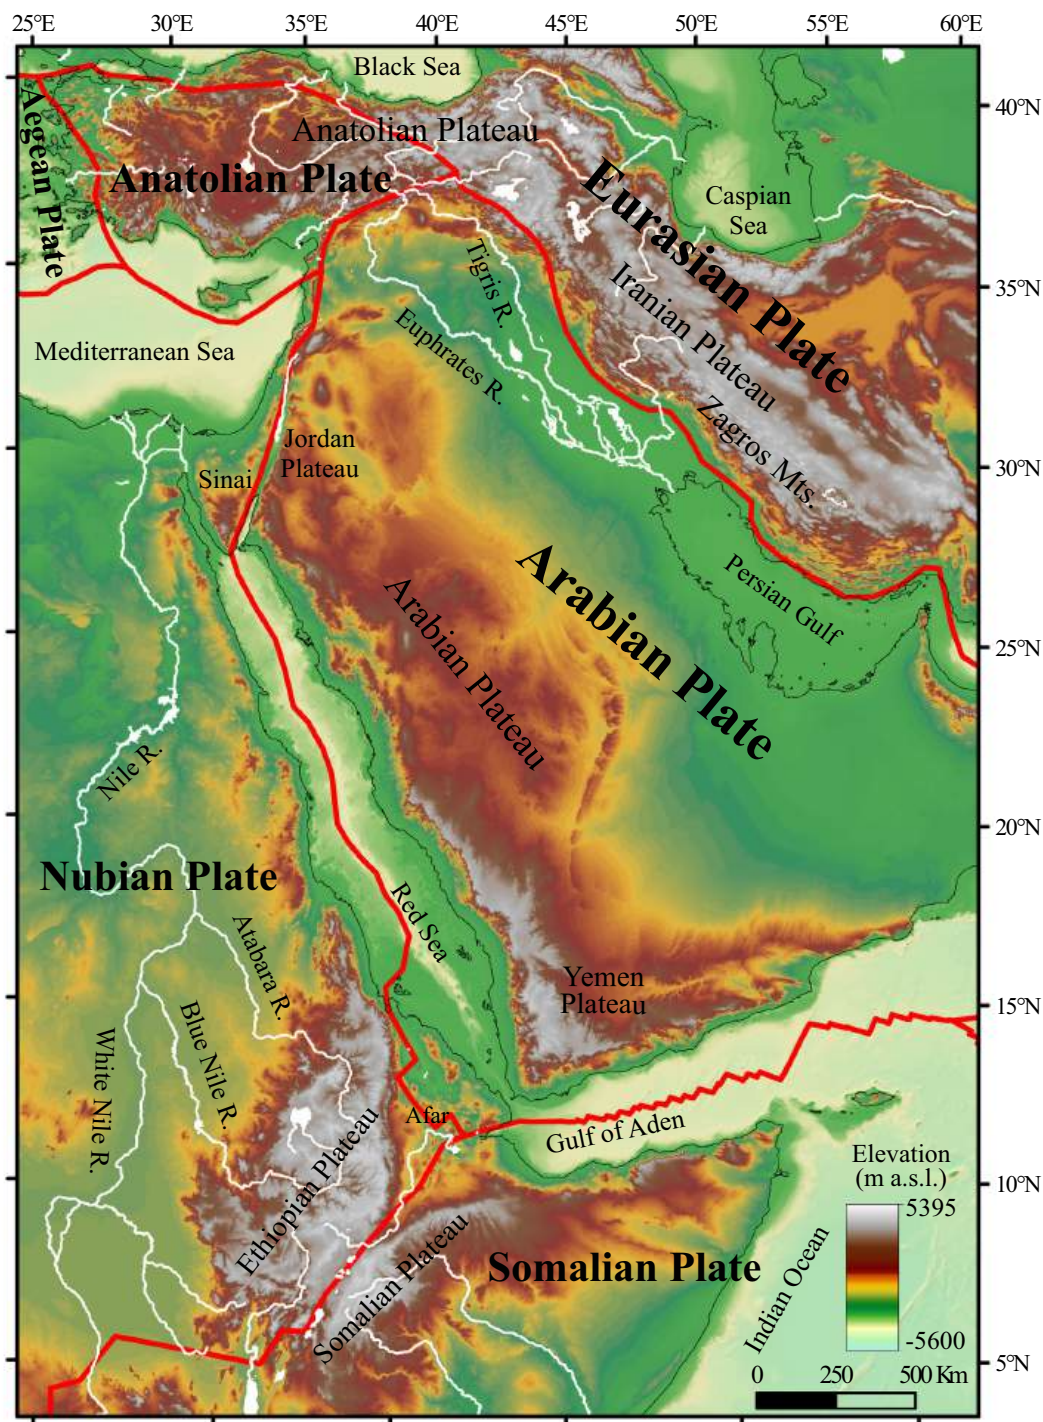 25°E
35°E
40°E
45°E
50°E
55°E
60°E
Black Sea
40°N
Anatolian Plateau
Aegean Plate
Anatolian Plate
Eurasian Plate
Caspian
Sea
Tigris R.
Iranian Plateau
35°N
Euphrates R.
Mediterranean Sea
Zagros Mts.
Jordan
Plateau
Sinai
30°N
Arabian Plate
Persian Gulf
Arabian Plateau
25°N
Nile R.
20°N
Nubian Plate
Red Sea
Atabara R.
Yemen
Plateau
15°N
Blue Nile R.
White Nile R.
Afar
Gulf of Aden
Ethiopian Plateau
Elevation
(m a.s.l.)
5395
-5600
10°N
Somalian Plateau
Somalian Plate
Indian Ocean
0
250
500 Km
5°N